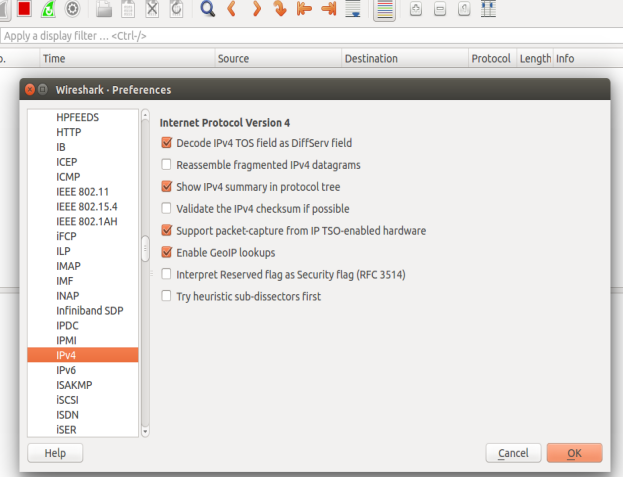 Apply a display filter ... <Ctrl-/>
Time Source Destination Protocol Length Info
Wireshark · Preferences
HPFEEDS
HTTP
IB
ICEP
ICMP
IEEE 802.11
IEEE 802.15.4
IEEE 802.1AH
iFCP
ILP
IMAP
IMF
INAP
Infiniband SDP
IPDC
IPMI
IPv4
IPv6
ISAKMP
iSCSI
ISDN
iSER
Internet Protocol Version 4
Decode IPv4 TOS field as DiffServ field
Reassemble fragmented IPv4 datagrams
Show IPv4 summary in protocol tree
Validate the IPv4 checksum if possible
Support packet-capture from IP TSO-enabled hardware
Enable GeoIP lookups
Interpret Reserved flag as Security flag (RFC 3514)
Try heuristic sub-dissectors first
Help Cancel OK